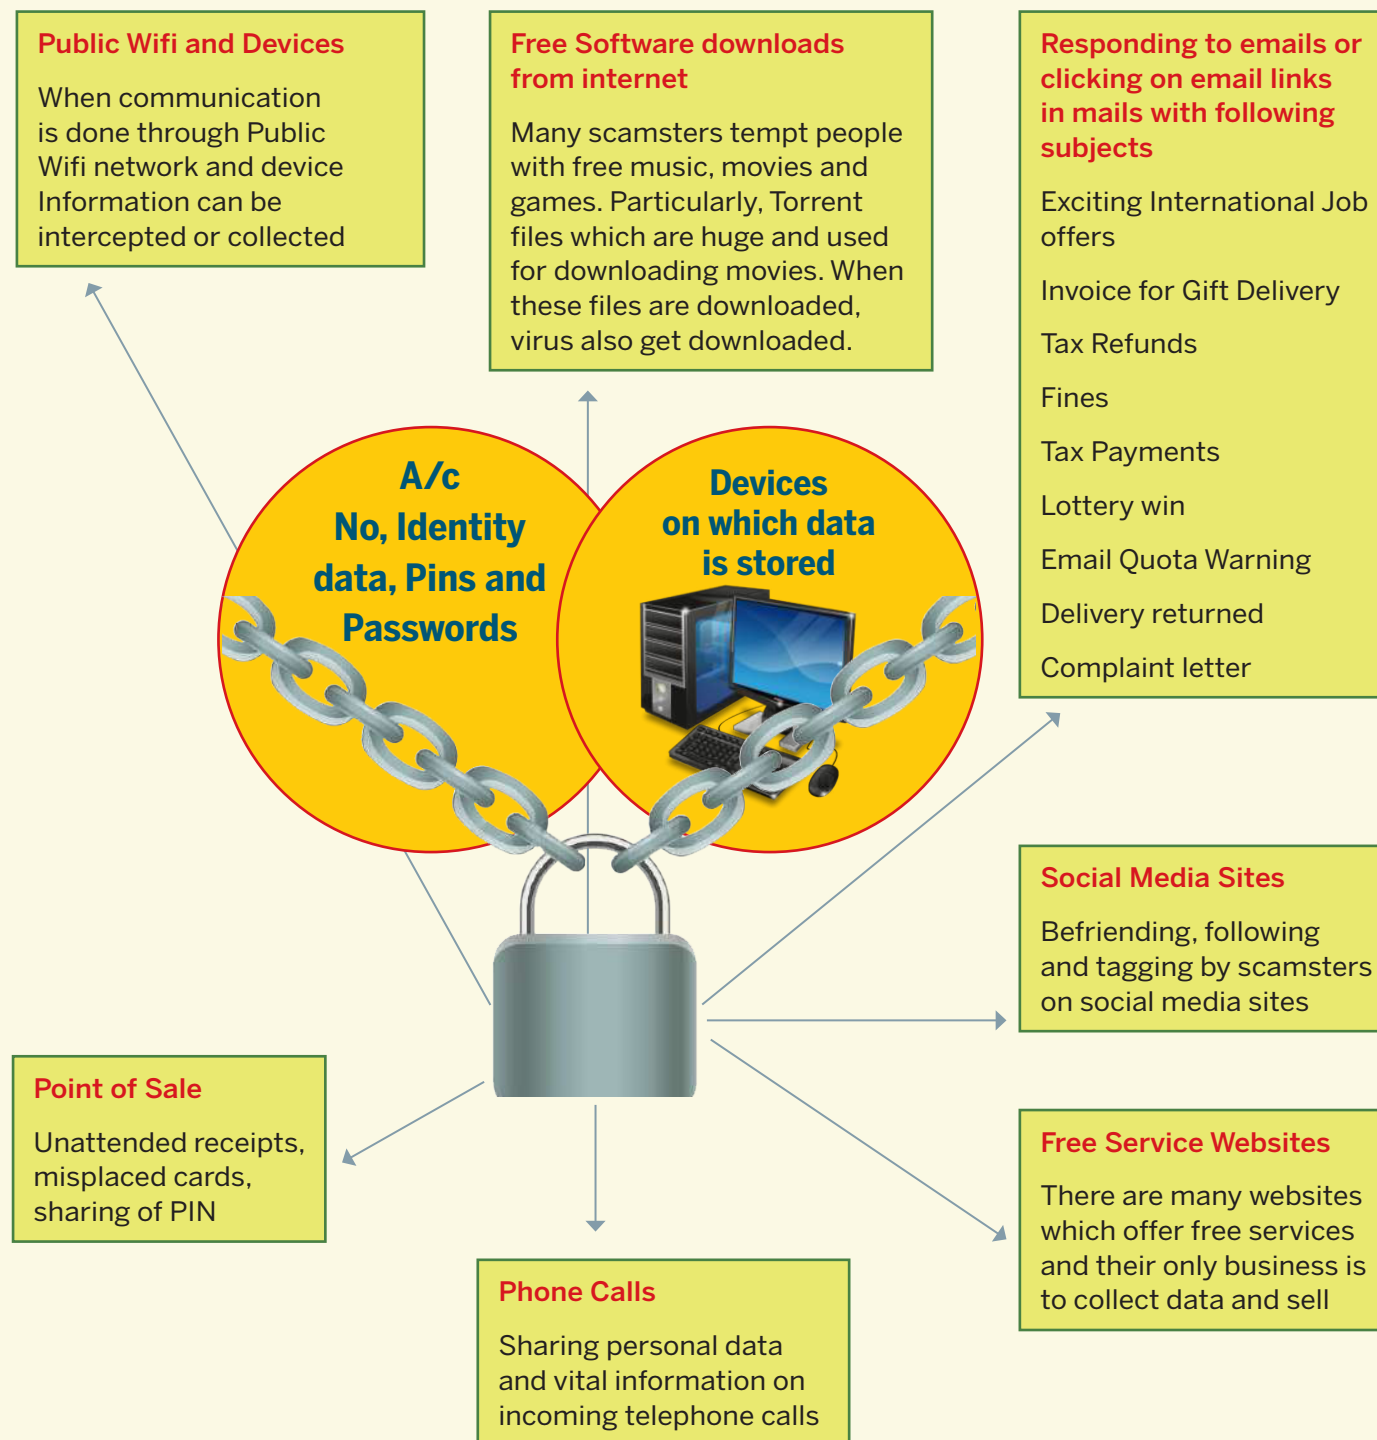 Public Wifi and Devices
When communication
is done through Public
Wifi network and device
Information can be
intercepted or collected
Free Software downloads
from internet
Many scamsters tempt people
with free music, movies and
games. Particularly, Torrent
files which are huge and used
for downloading movies. When
these files are downloaded,
virus also get downloaded.
Responding to emails or
clicking on email links
in mails with following
subjects
Exciting International Job
offers
Invoice for Gift Delivery
Tax Refunds
Fines
Tax Payments
Lottery win
Email Quota Warning
Delivery returned
Complaint letter
A/c
No, Identity
data, Pins and
Passwords
Devices
on which data
is stored
Social Media Sites
Befriending, following
and tagging by scamsters
on social media sites
Point of Sale
Unattended receipts,
misplaced cards,
sharing of PIN
Free Service Websites
There are many websites
which offer free services
and their only business is
to collect data and sell
Phone Calls
Sharing personal data
and vital information on
incoming telephone calls